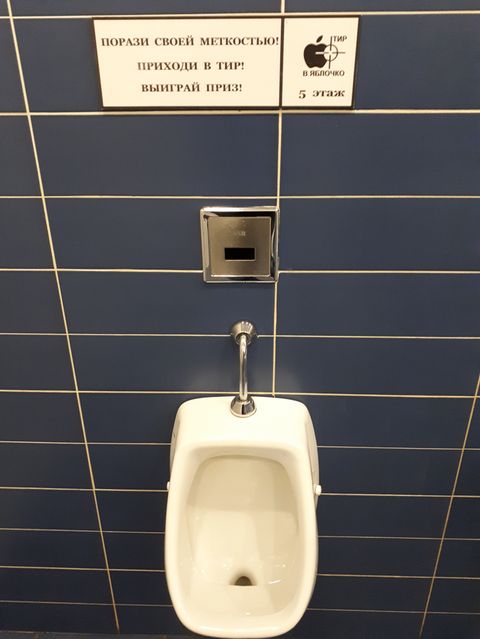 ПОРАЗИ СВОЕЙ МЕТКОСТЬЮ!
ПРИХОДИ В ТИР!
ВЫИГРАЙ ПРИЗ!
ТИР
В ЯБЛОЧКО
5 этаж